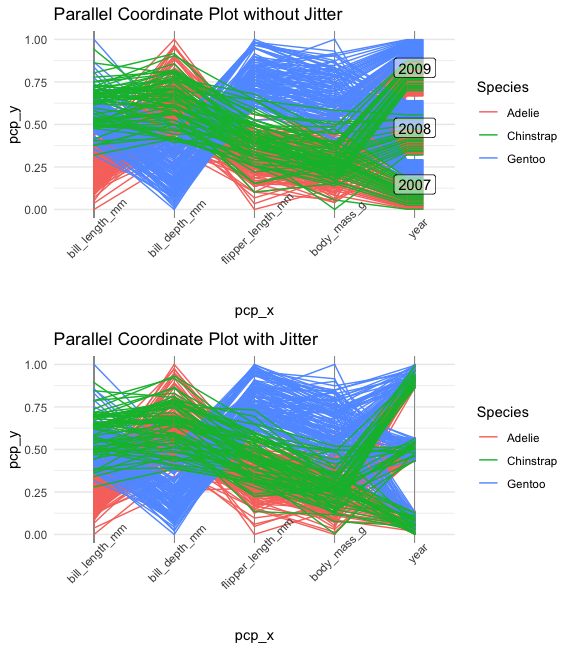 Parallel Coordinate Plot without Jitter
1.00
0.75
0.50
0.25
0.00
pcp_y
2009
2008
2007
bill_length_mm
bill_depth_mm
flipper_length_mm
body_mass_g
year
pcp_x
Species
Adelie
Chinstrap
Gentoo
Parallel Coordinate Plot with Jitter
1.00
0.75
0.50
0.25
0.00
pcp_y
bill_length_mm
bill_depth_mm
flipper_length_mm
body_mass_g
year
pcp_x
Species
Adelie
Chinstrap
Gentoo